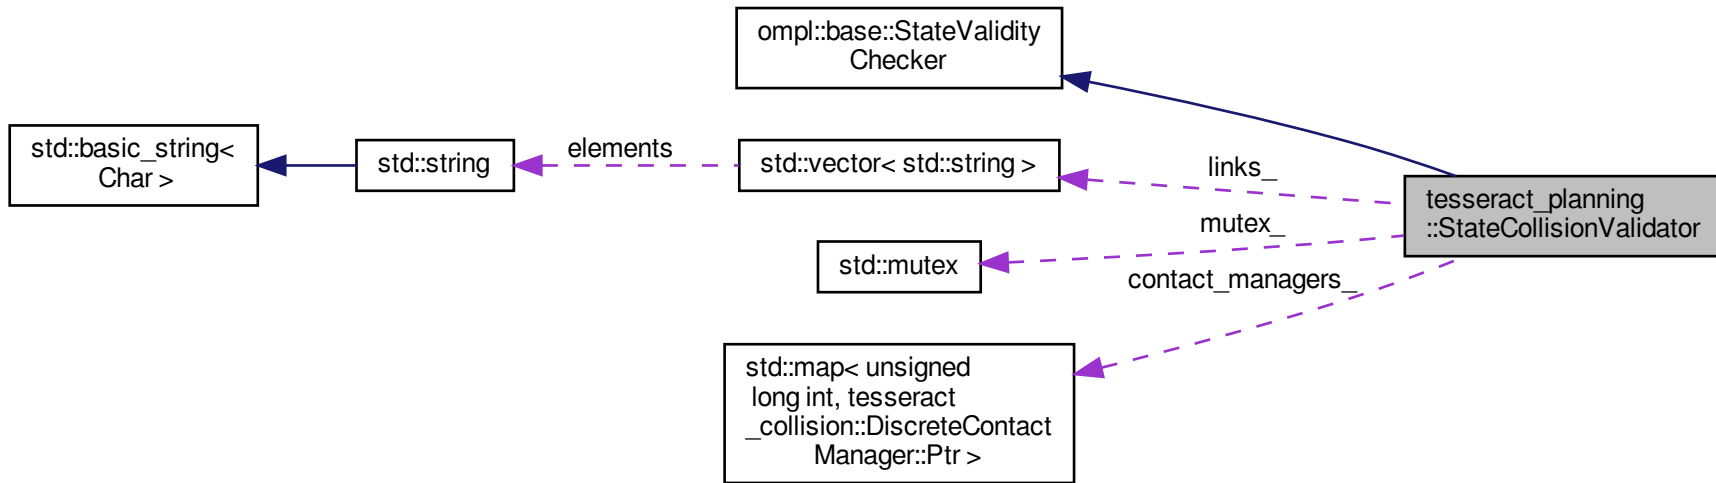 ompl::base::StateValidity
Checker
std::basic_string<
Char >
std::string
elements
std::vector< std::string >
links_
tesseract_planning
::StateCollisionValidator
mutex_
std::mutex
contact_managers_
std::map< unsigned
long int, tesseract
_collision::DiscreteContact
Manager::Ptr >